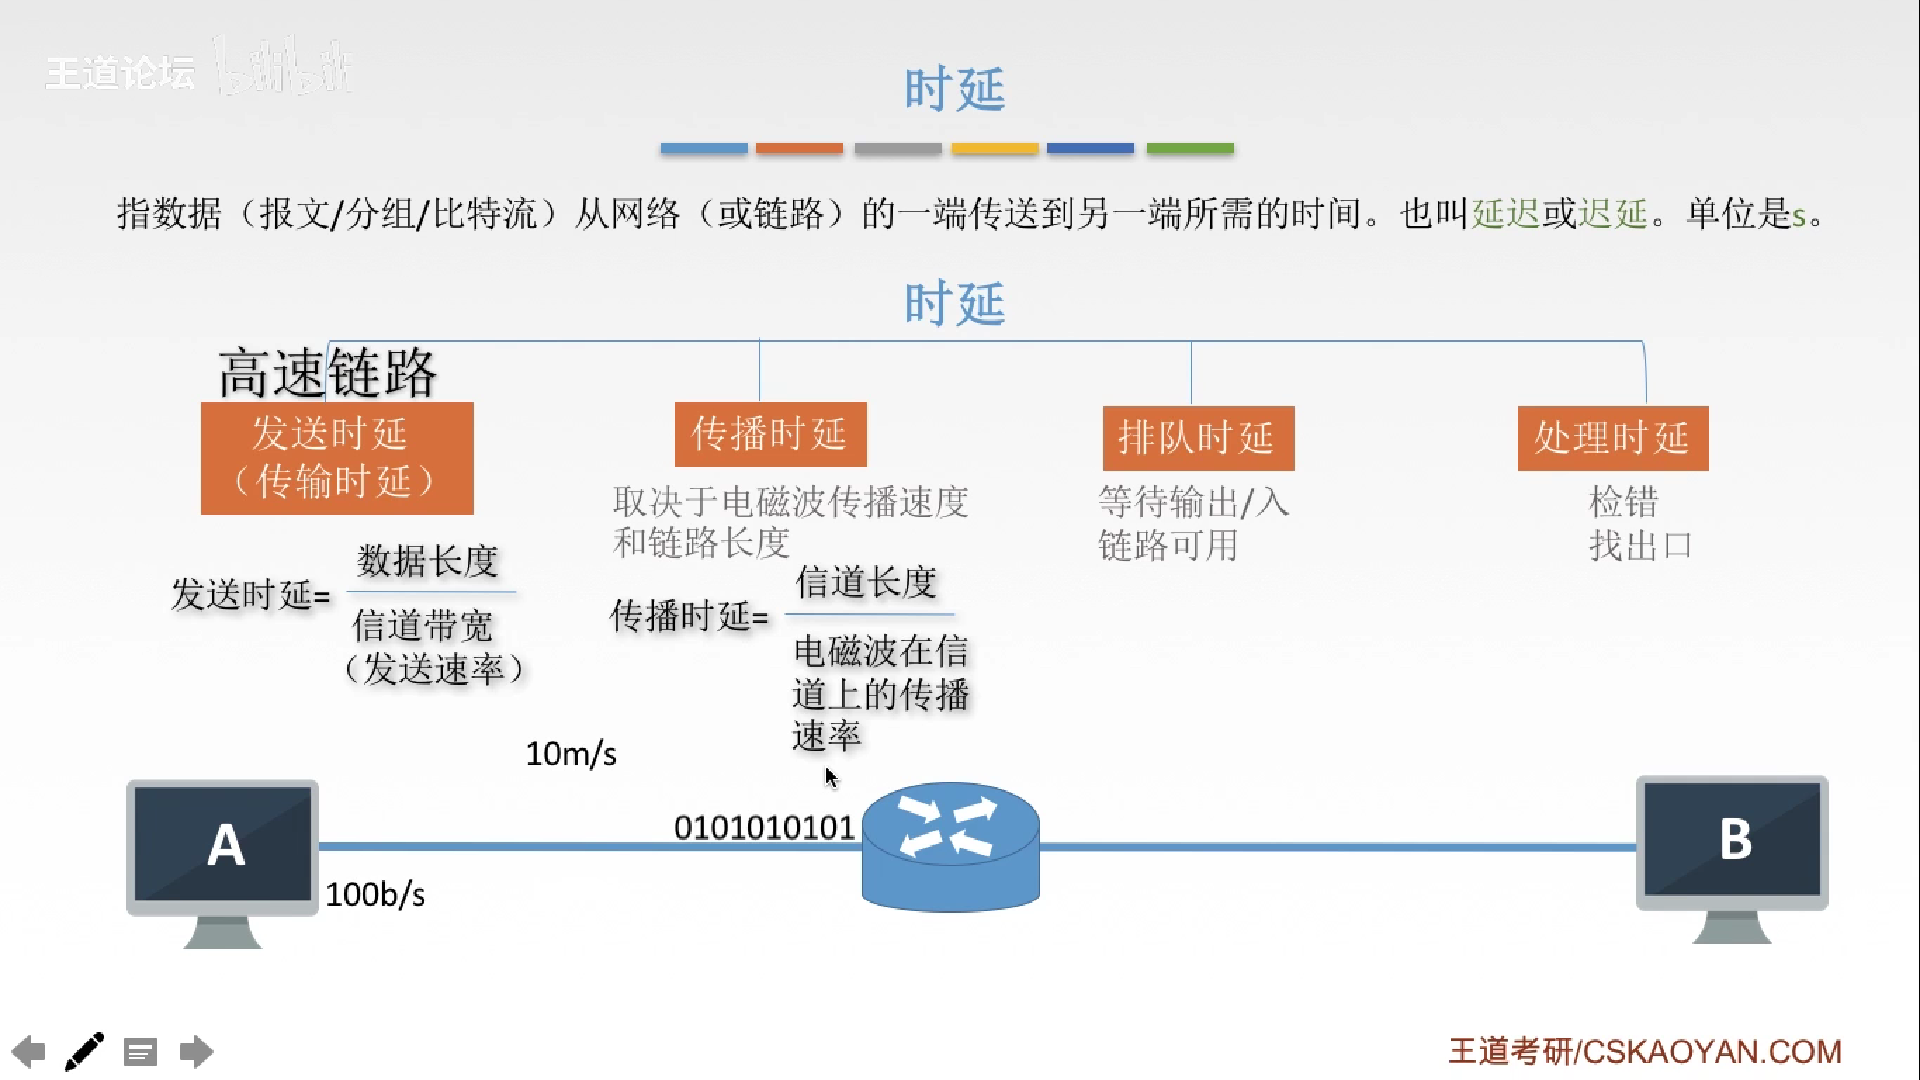 王道论坛 bilibili
时延
指数据（报文/分组/比特流）从网络（或链路）的一端传送到另一端所需的时间。也叫延迟或迟延。单位是s。
时延
高速链路
发送时延
（传输时延）
传播时延
排队时延
处理时延
取决于电磁波传播速度
和链路长度
等待输出/入
链路可用
检错
找出口
发送时延=
数据长度
信道带宽
（发送速率）
传播时延=
信道长度
电磁波在信
道上的传播
速率
10m/s
0101010101
A
B
100b/s
王道考研/CSKAOYAN.COM